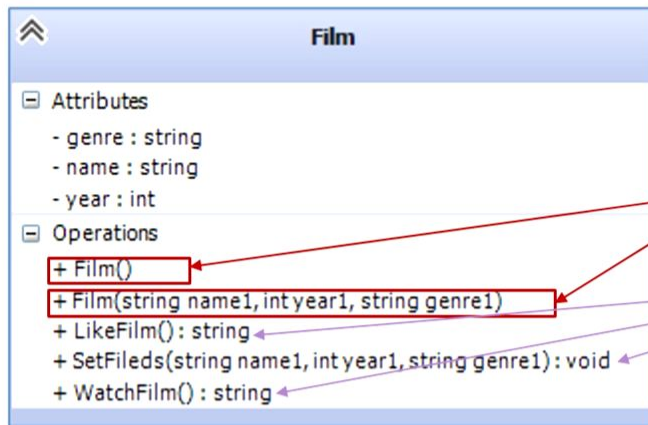 Film
Attributes
- genre : string
- name : string
- year : int
Operations
+ Film()
+ Film(string name1, int year1, string genre1)
+ LikeFilm() : string
+ SetFileds(string name1, int year1, string genre1) : void
+ WatchFilm() : string